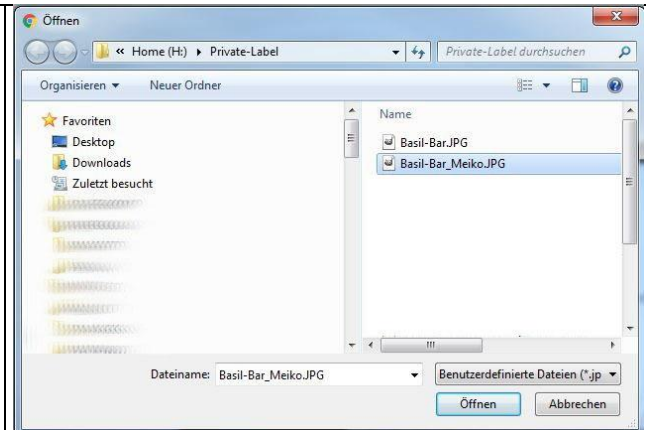 Öffnen
« Home (H:) ▸ Private-Label
Private-Label durchsuchen
Organisieren
Neuer Ordner
Favoriten
Desktop
Downloads
Zuletzt besucht
Name
Basil-Bar.JPG
Basil-Bar_Meiko.JPG
Dateiname: Basil-Bar_Meiko.JPG
Benutzerdefinierte Dateien (*.jp
Öffnen
Abbrechen